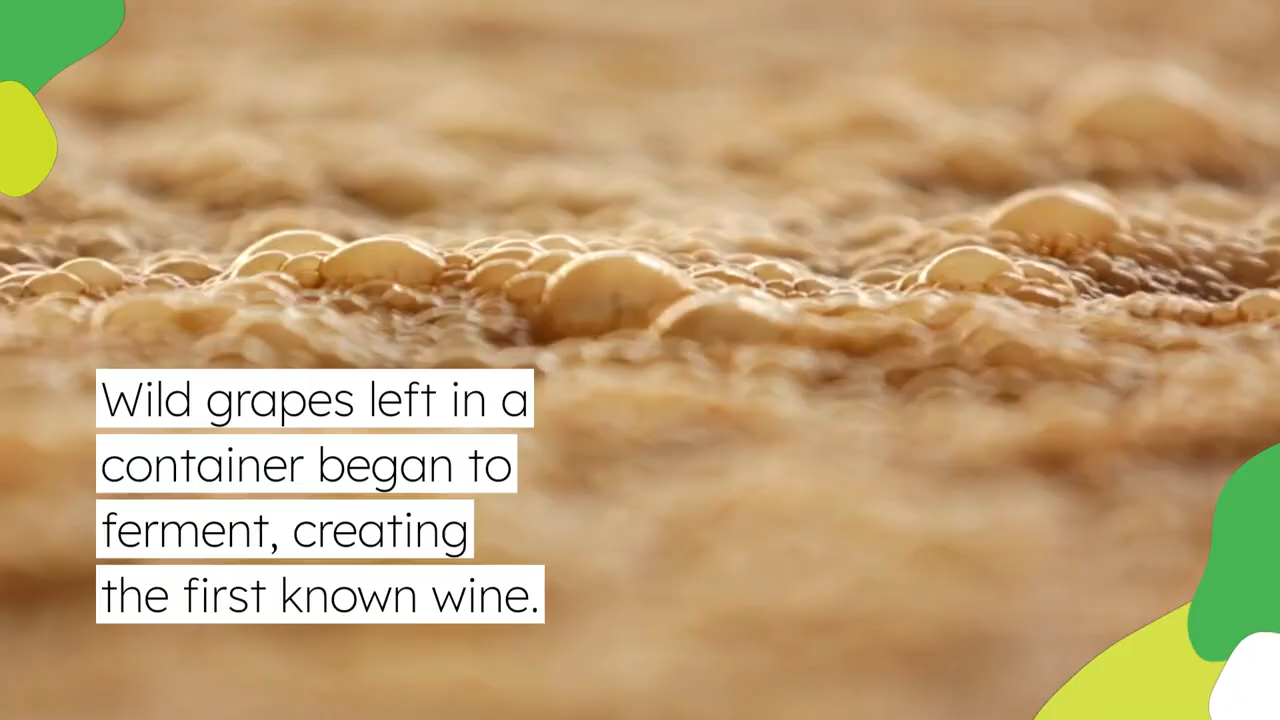 Wild grapes left in a
container began to
ferment, creating
the first known wine.